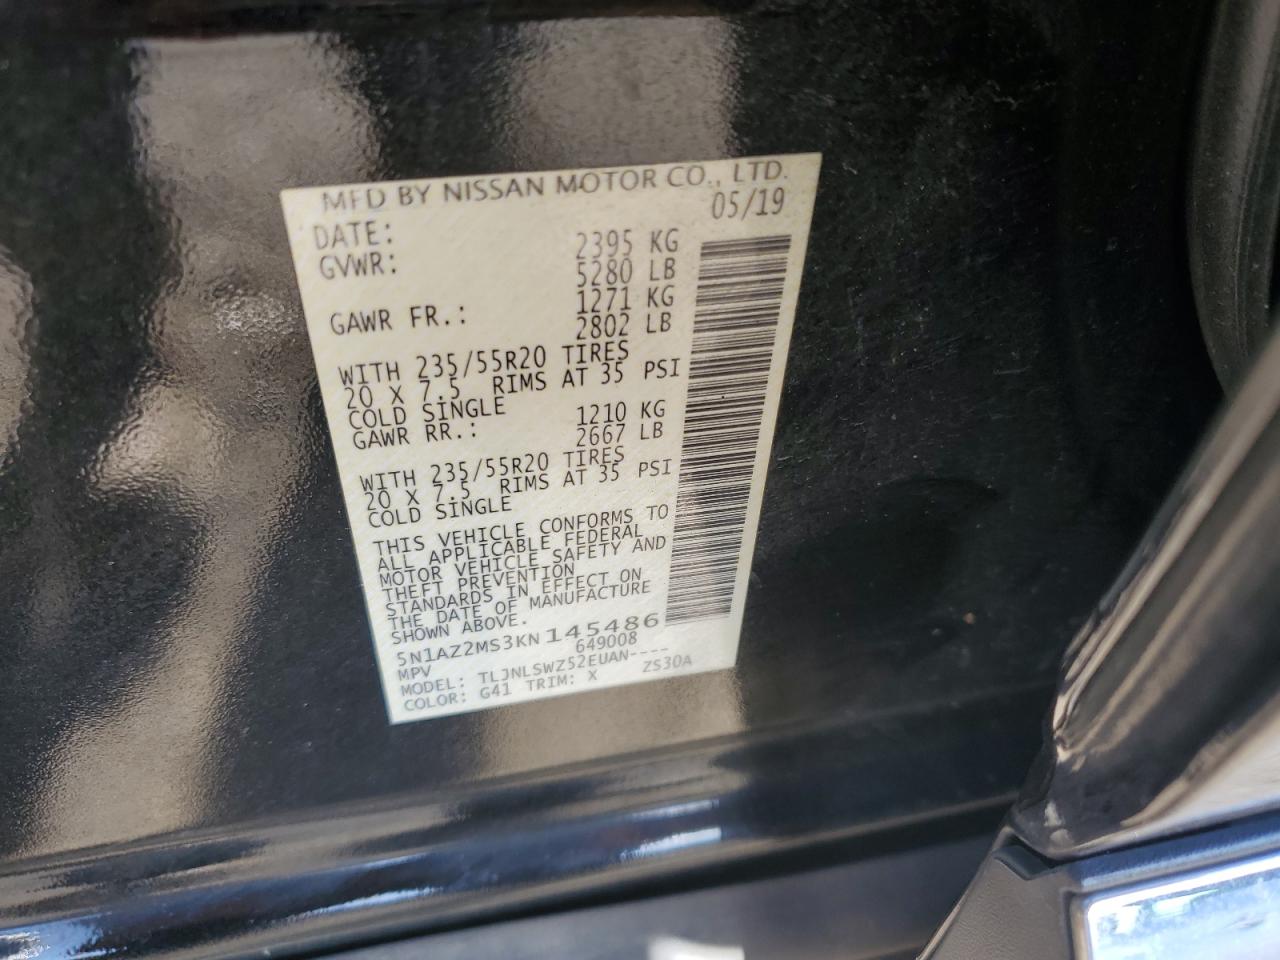 MFD BY NISSAN MOTOR CO., LTD.
DATE: 05/19
GVWR: 2395 KG
5280 LB
GAWR FR.: 1271 KG
2802 LB
WITH 235/55R20 TIRES
20 X 7.5 RIMS AT 35 PSI
COLD SINGLE
GAWR RR.: 1210 KG
2667 LB
WITH 235/55R20 TIRES
20 X 7.5 RIMS AT 35 PSI
COLD SINGLE
THIS VEHICLE CONFORMS TO
ALL APPLICABLE FEDERAL
MOTOR VEHICLE SAFETY AND
THEFT PREVENTION
STANDARDS IN EFFECT ON
THE DATE OF MANUFACTURE
SHOWN ABOVE.
5N1AZ2MS3KN145486
MPV 649008
MODEL: TLJNLSWZ52EUAN----
COLOR: G41 TRIM: X ZS30A